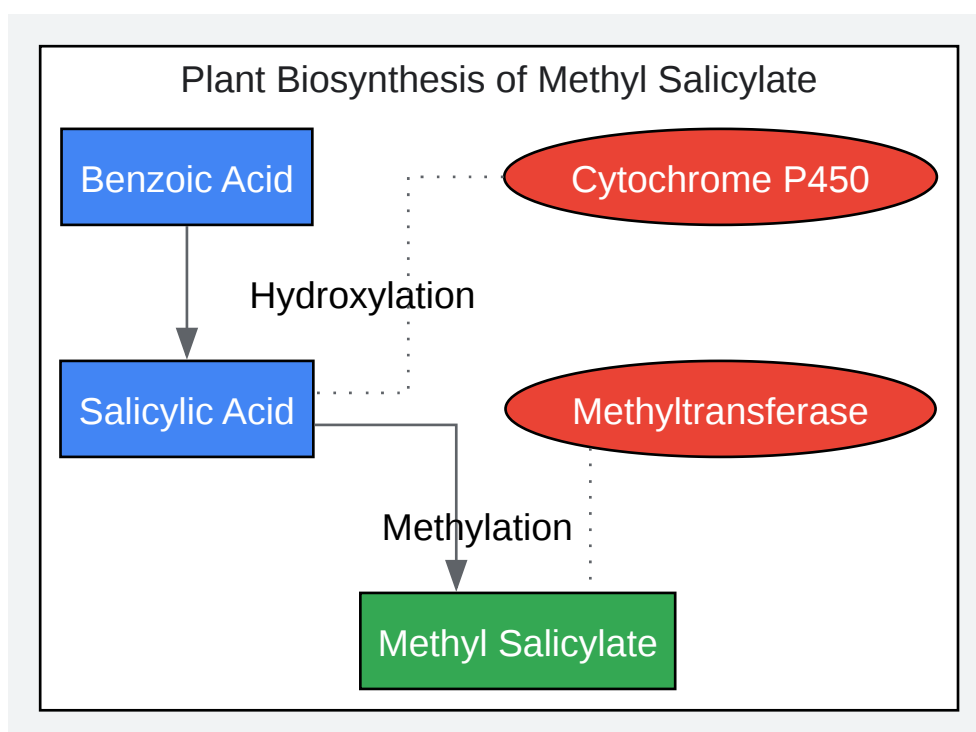 Plant Biosynthesis of Methyl Salicylate
Benzoic Acid
Cytochrome P450
Hydroxylation
Salicylic Acid
Methyltransferase
Methylation
Methyl Salicylate